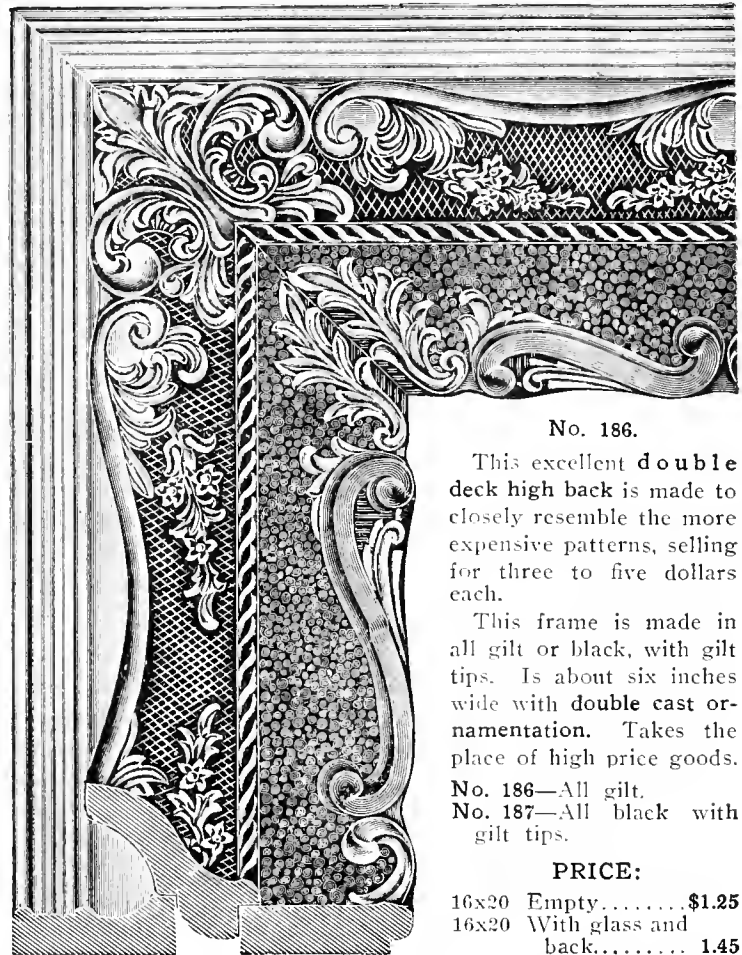 No. 186.
This excellent double
deck high back is made to
closely resemble the more
expensive patterns, selling
for three to five dollars
each.
This frame is made in
all gilt or black, with gilt
tips. Is about six inches
wide with double cast or-
namentation. Takes the
place of high price goods.
No. 186—All gilt.
No. 187—All black with
gilt tips.
PRICE:
16x20 Empty........$1.25
16x20 With glass and
back......... 1.45